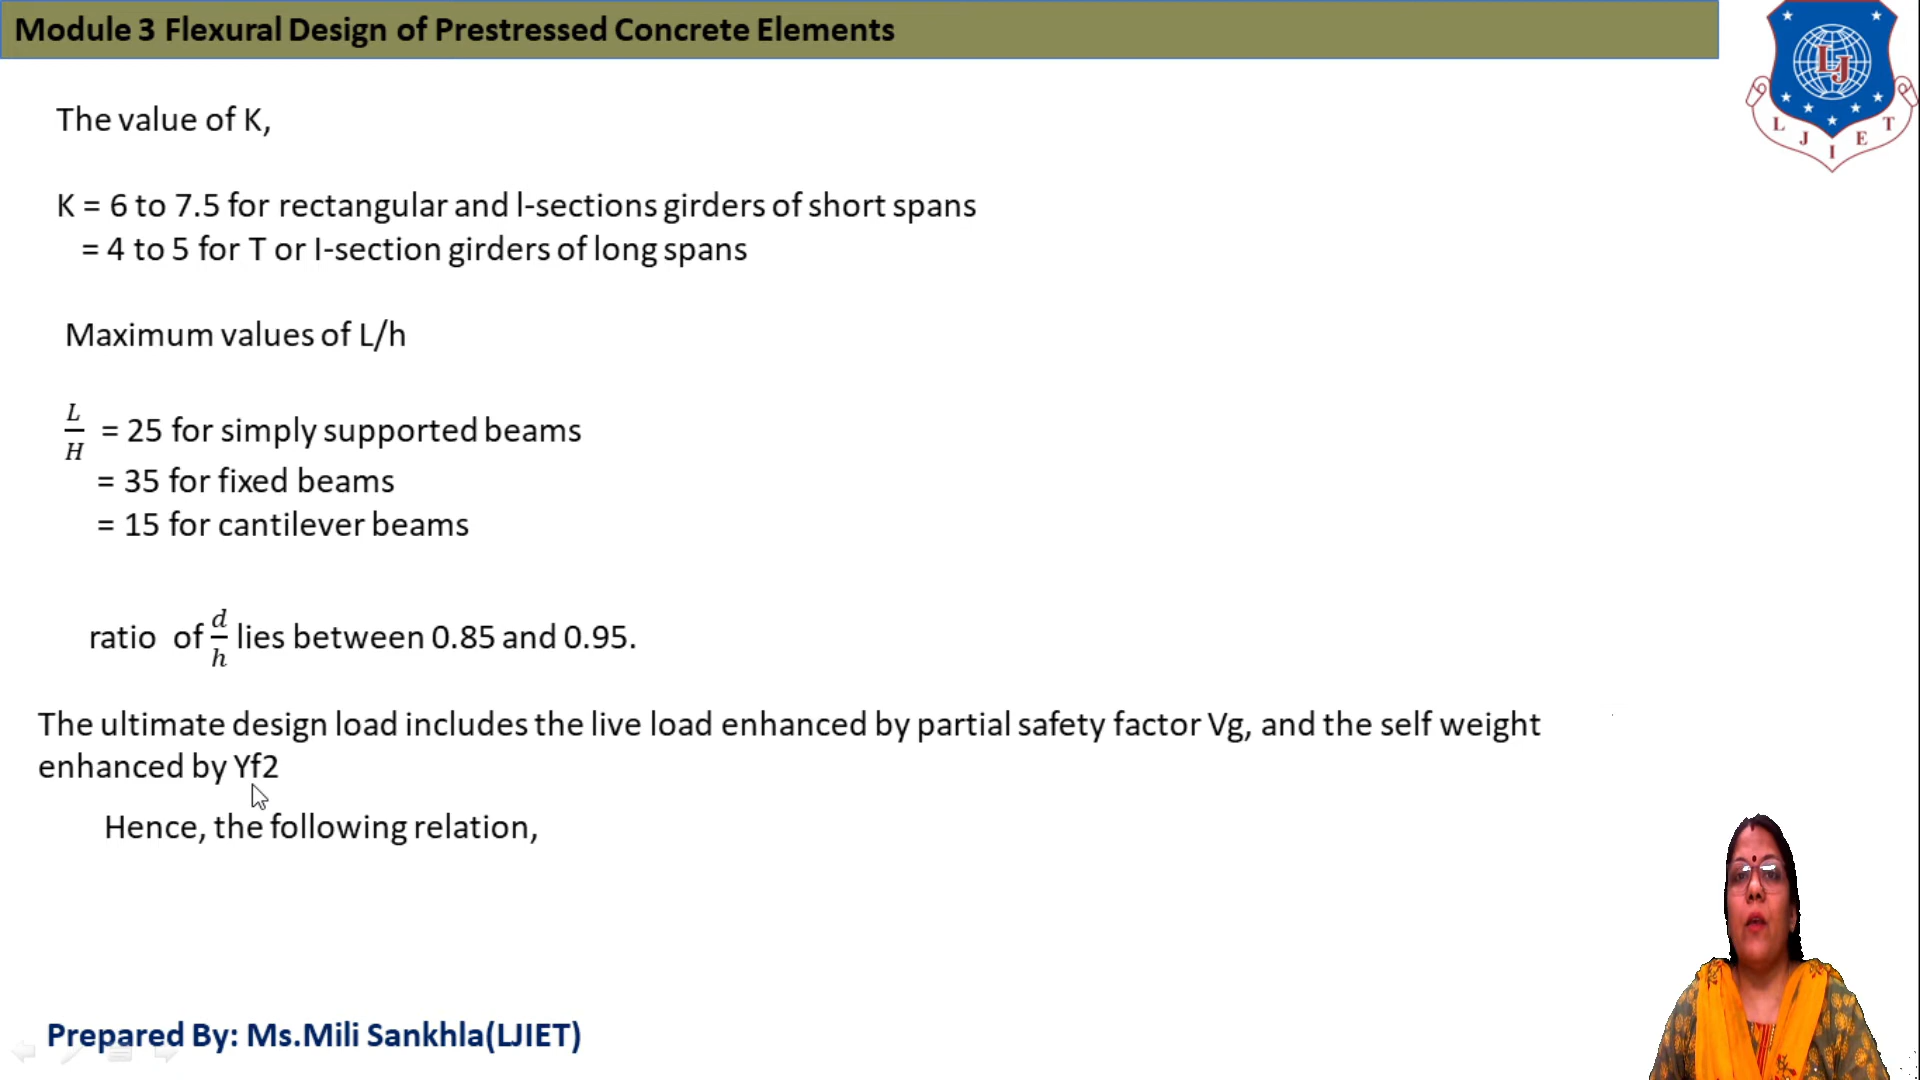 Module 3 Flexural Design of Prestressed Concrete Elements
L J I E T
LJ
The value of K,
K = 6 to 7.5 for rectangular and l-sections girders of short spans
= 4 to 5 for T or I-section girders of long spans
Maximum values of L/h
L/H = 25 for simply supported beams
= 35 for fixed beams
= 15 for cantilever beams
ratio of d/h lies between 0.85 and 0.95.
The ultimate design load includes the live load enhanced by partial safety factor Vg, and the self weight
enhanced by Yf2
Hence, the following relation,
Prepared By: Ms.Mili Sankhla(LJIET)